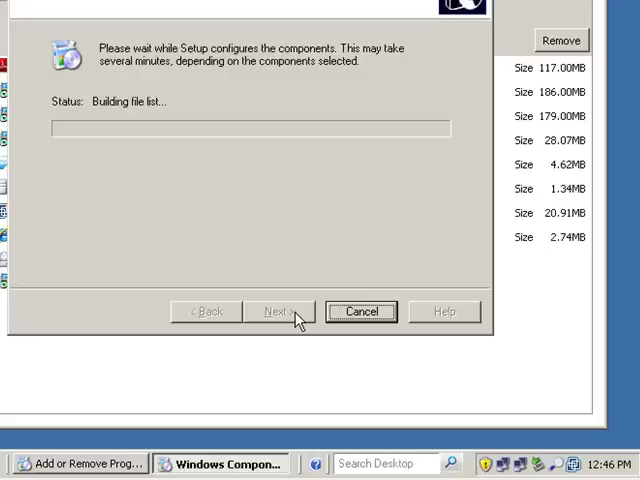 Remove
Please wait while Setup configures the components. This may take
several minutes, depending on the components selected.
Status: Building file list...
Size 117.00MB
Size 186.00MB
Size 179.00MB
Size 28.07MB
Size 4.62MB
Size 1.34MB
Size 20.91MB
Size 2.74MB
< Back
Next >
Cancel
Help
Add or Remove Prog...
Windows Compon...
Search Desktop
12:46 PM